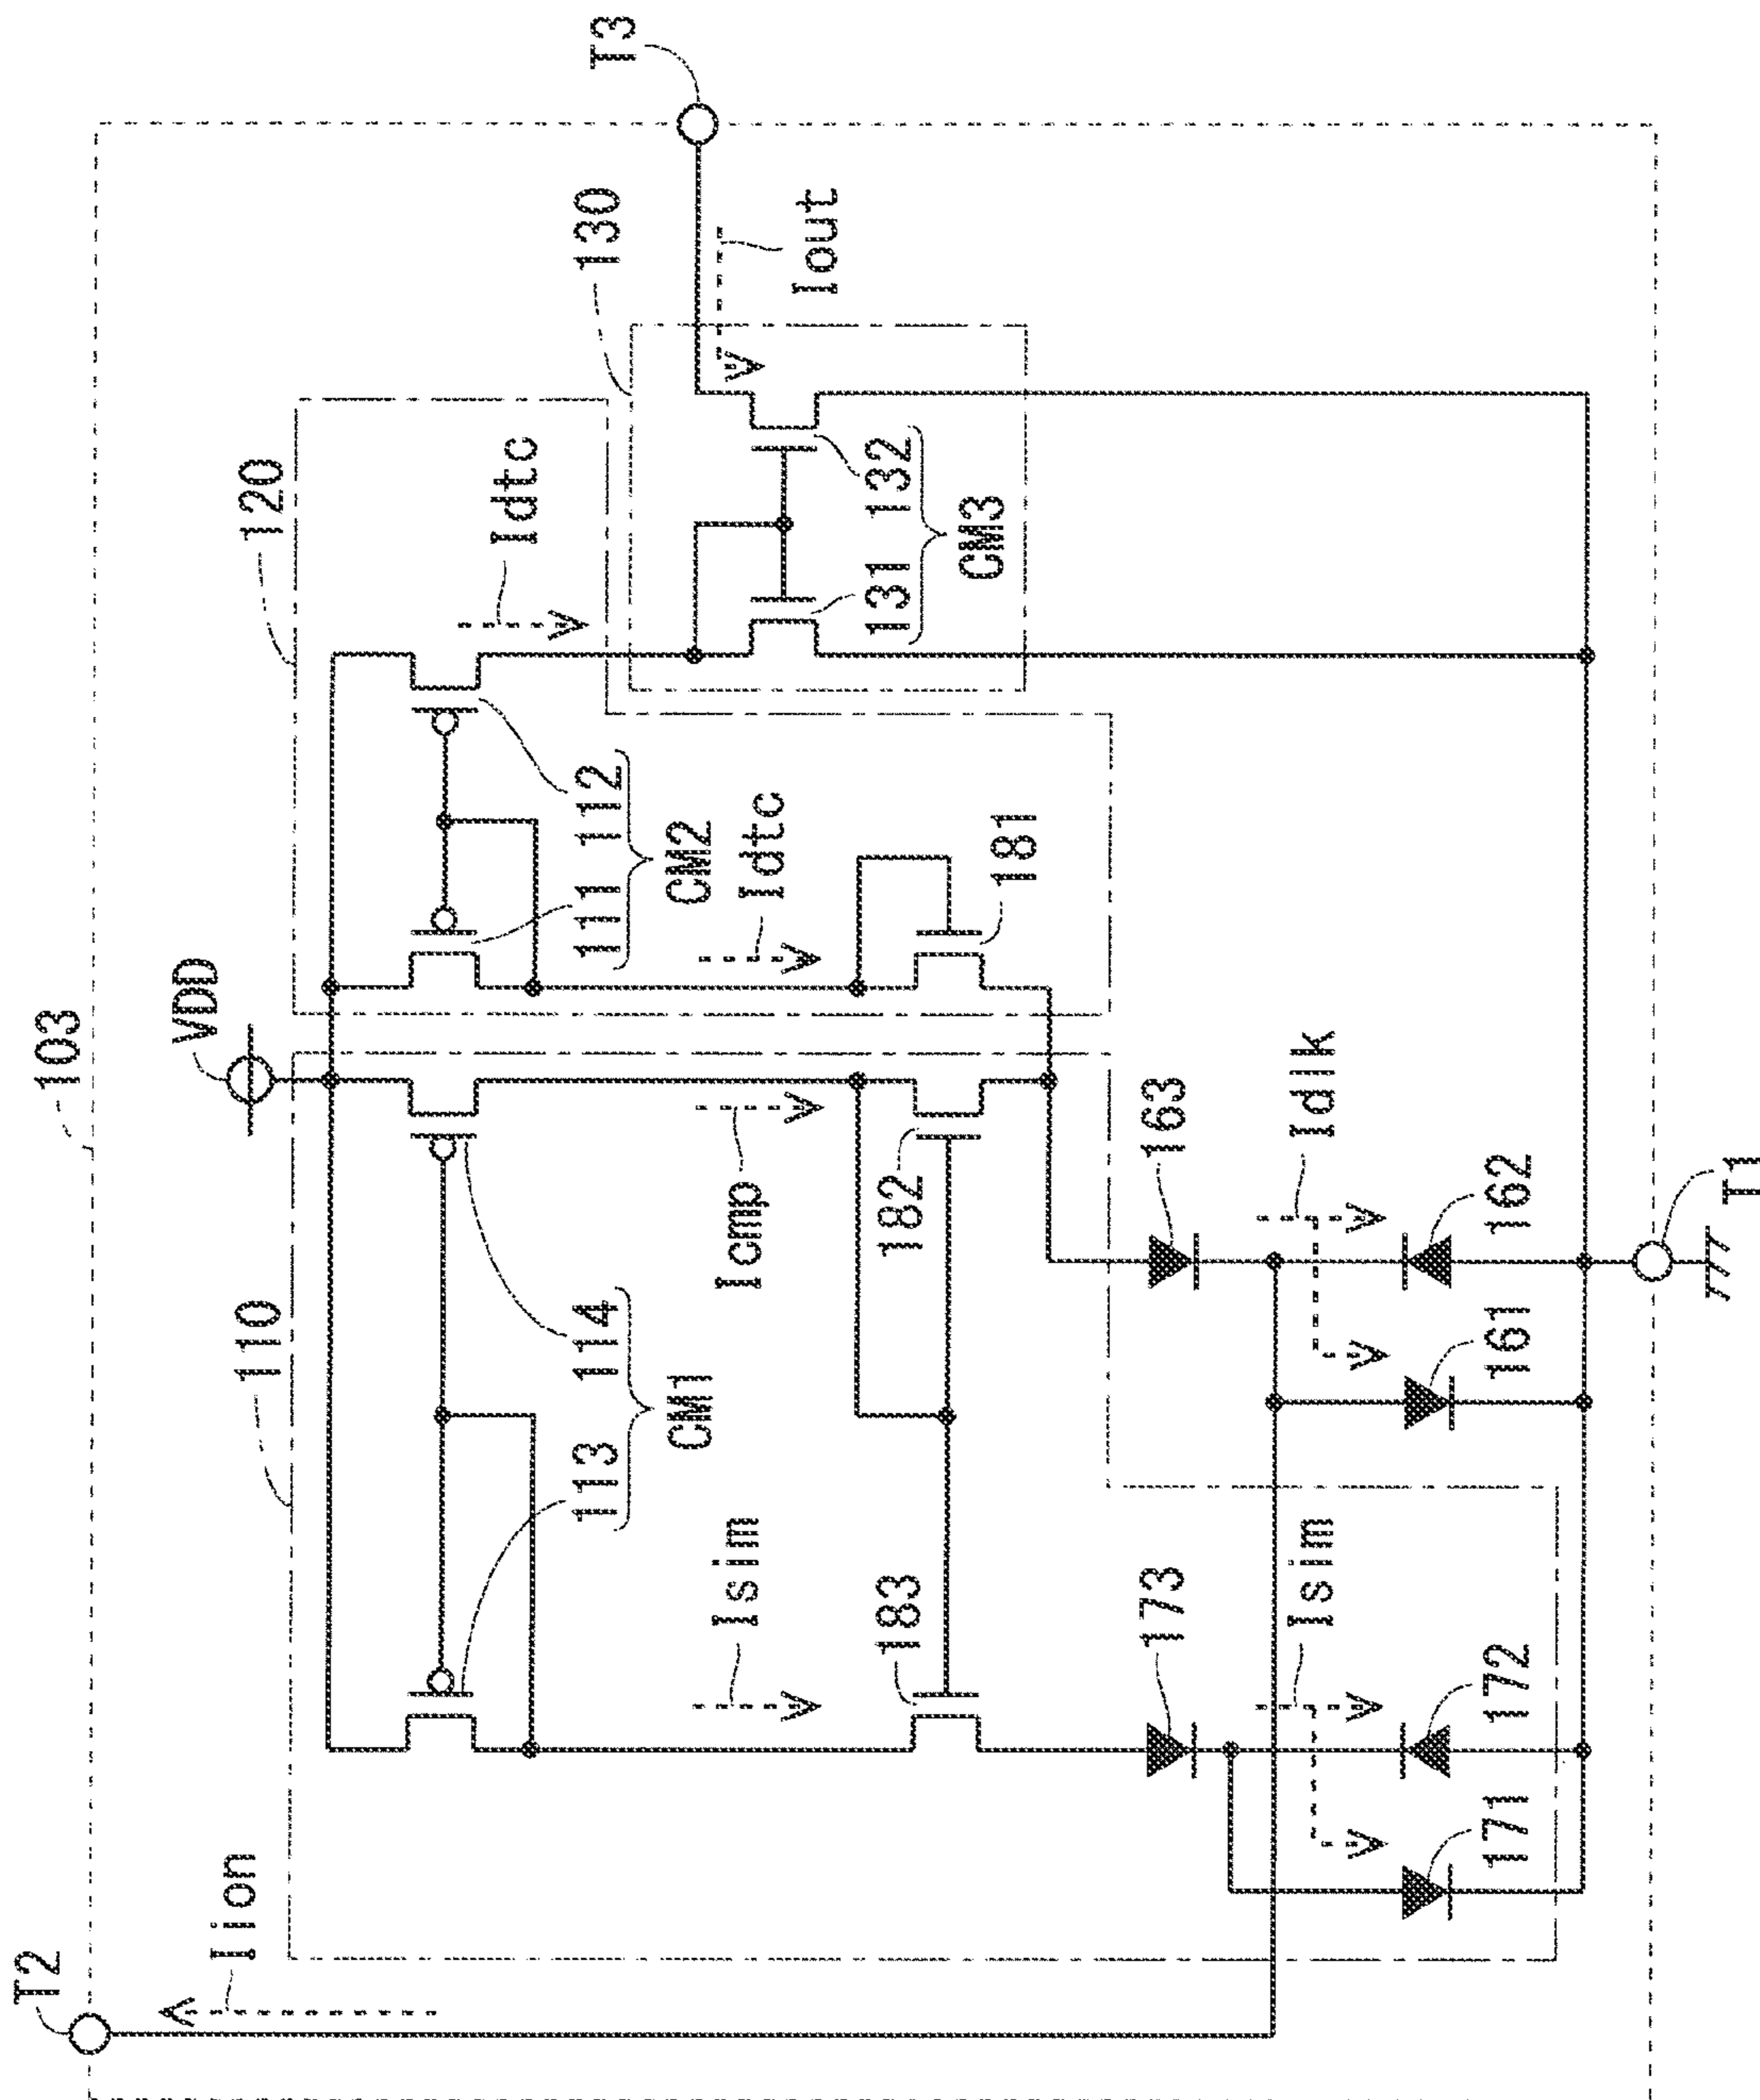 103
VDD
T2
T3
Iion
110
120
130
113 114
CM1
111 112
CM2
Idtc
Iout
131 132
CM3
Isim
Icmp
Idtc
183
182
181
173
163
Isim
Idlk
171
172
161
162
T1